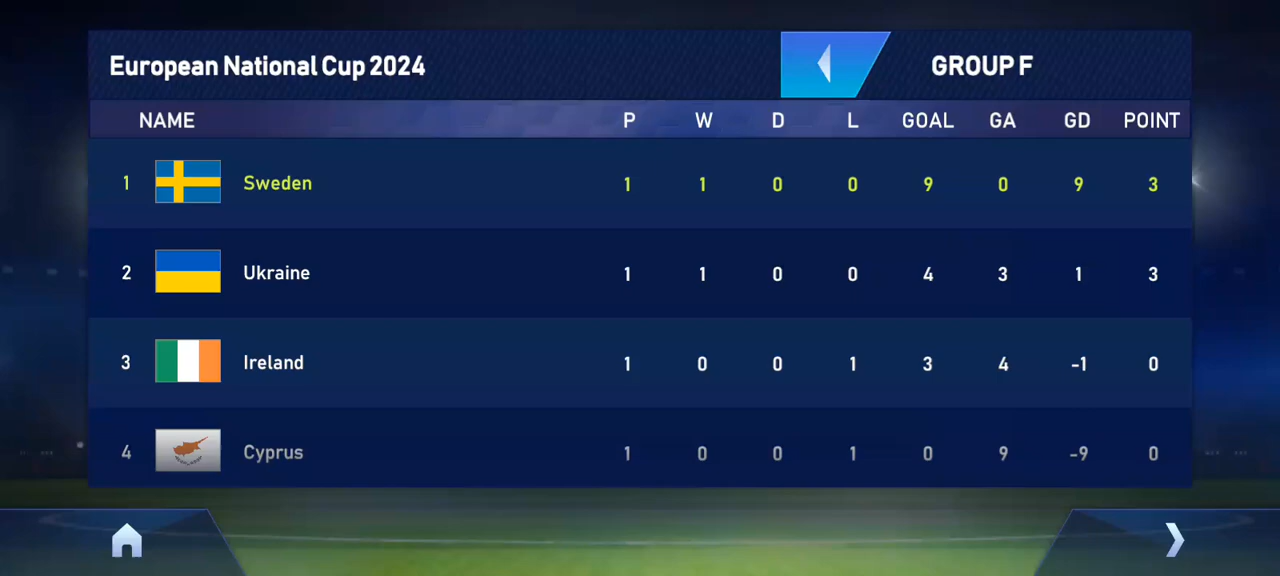 European National Cup 2024 GROUP F
NAME P W D L GOAL GA GD POINT
1 Sweden 1 1 0 0 9 0 9 3
2 Ukraine 1 1 0 0 4 3 1 3
3 Ireland 1 0 0 1 3 4 -1 0
4 Cyprus 1 0 0 1 0 9 -9 0